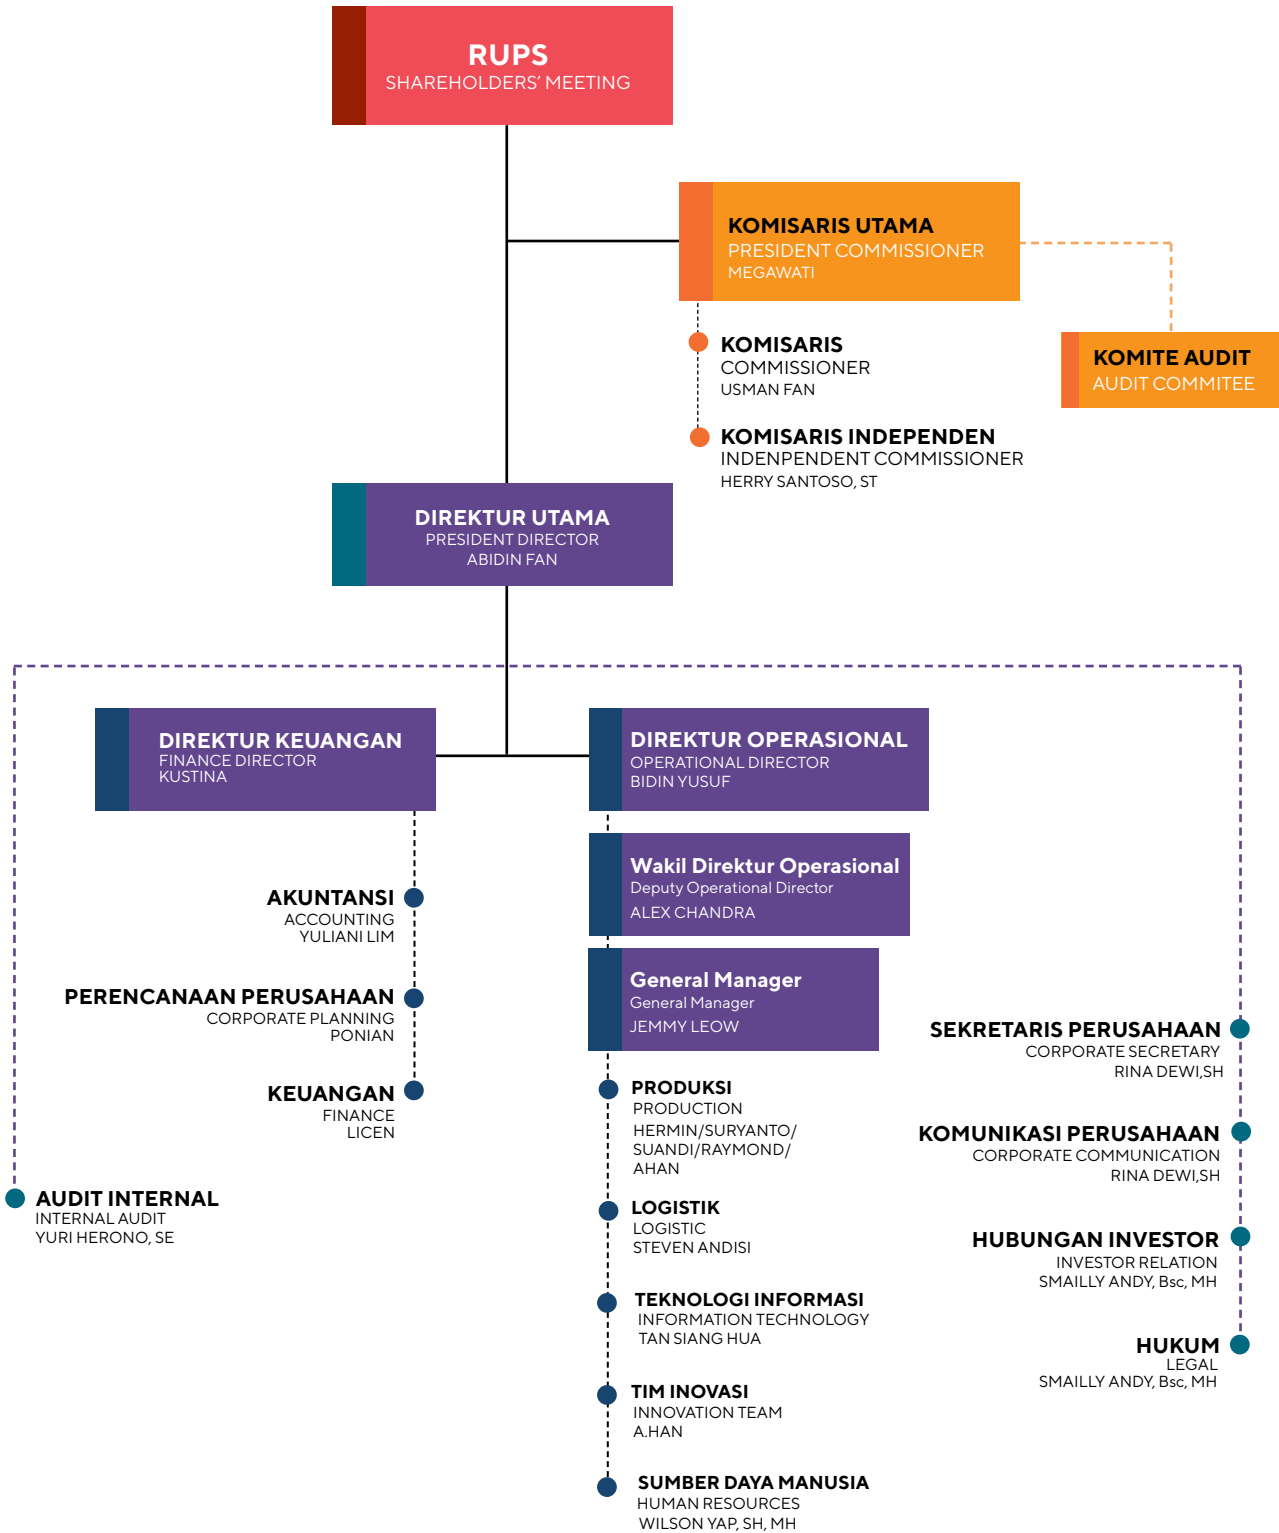 RUPS
SHAREHOLDERS’ MEETING
KOMISARIS UTAMA
PRESIDENT COMMISSIONER
MEGAWATI
KOMITE AUDIT
AUDIT COMMITEE
KOMISARIS
COMMISSIONER
USMAN FAN
KOMISARIS INDEPENDEN
INDENPENDENT COMMISSIONER
HERRY SANTOSO, ST
DIREKTUR UTAMA
PRESIDENT DIRECTOR
ABIDIN FAN
DIREKTUR KEUANGAN
FINANCE DIRECTOR
KUSTINA
AKUNTANSI
ACCOUNTING
YULIANI LIM
PERENCANAAN PERUSAHAAN
CORPORATE PLANNING
PONIAN
KEUANGAN
FINANCE
LICEN
AUDIT INTERNAL
INTERNAL AUDIT
YURI HERONO, SE
DIREKTUR OPERASIONAL
OPERATIONAL DIRECTOR
BIDIN YUSUF
Wakil Direktur Operasional
Deputy Operational Director
ALEX CHANDRA
General Manager
General Manager
JEMMY LEOW
PRODUKSI
PRODUCTION
HERMIN/SURYANTO/
SUANDI/RAYMOND/
AHAN
LOGISTIK
LOGISTIC
STEVEN ANDISI
TEKNOLOGI INFORMASI
INFORMATION TECHNOLOGY
TAN SIANG HUA
TIM INOVASI
INNOVATION TEAM
A.HAN
SUMBER DAYA MANUSIA
HUMAN RESOURCES
WILSON YAP, SH, MH
SEKRETARIS PERUSAHAAN
CORPORATE SECRETARY
RINA DEWI,SH
KOMUNIKASI PERUSAHAAN
CORPORATE COMMUNICATION
RINA DEWI,SH
HUBUNGAN INVESTOR
INVESTOR RELATION
SMAILLY ANDY, Bsc, MH
HUKUM
LEGAL
SMAILLY ANDY, Bsc, MH